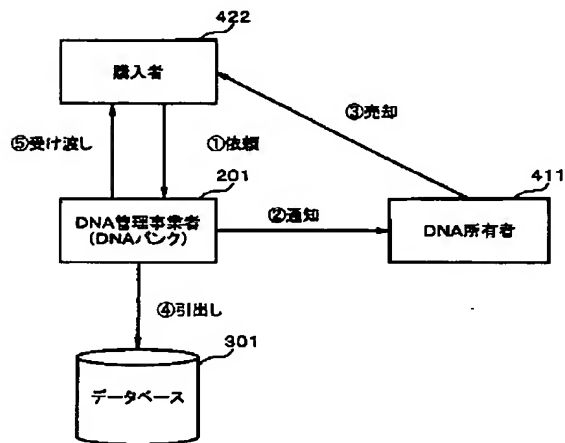 422
購入者
③売却
⑤受け渡し
①依頼
201
411
DNA管理事業者
(DNAバンク)
②通知
DNA所有者
④引出し
301
データベース